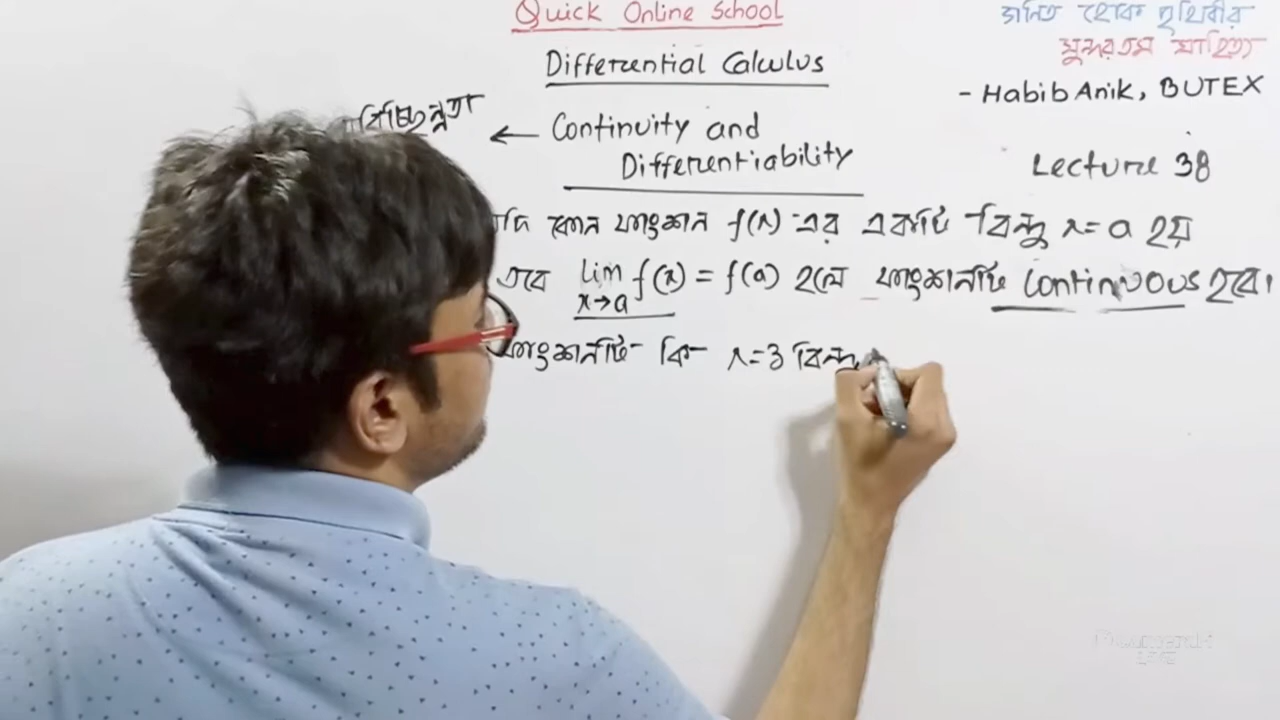 Quick Online School
গনিত হোক পৃথিবীর
সুন্দরতম সাহিত্য
- Habib Anik, BUTEX
Differential Calculus
বিচ্ছিন্নতা ← Continuity and
Differentiability
Lecture 38
যদি কোন ফাংশন f(x) এর একটি বিন্দু x = a হয়
তবে lim x→a f(x) = f(a) হলে ফাংশনটি continuous হবে।
ফাংশনটি কি x=3 বিন্দু